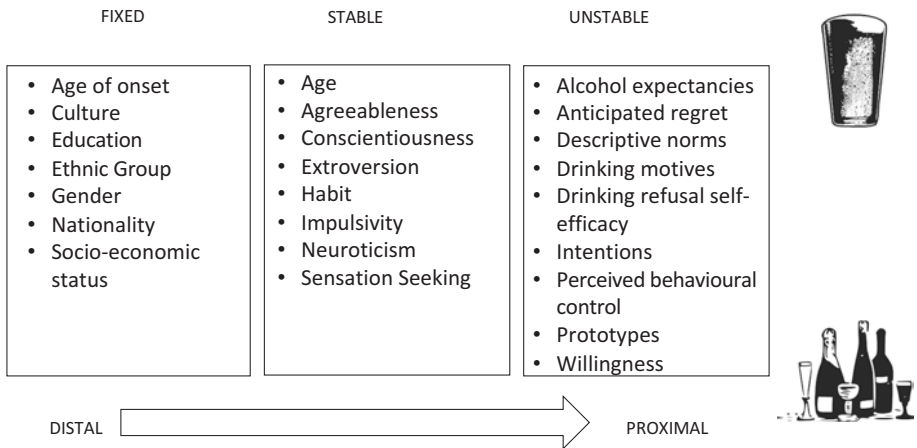 FIXED
STABLE
UNSTABLE
• Age of onset
• Culture
• Education
• Ethnic Group
• Gender
• Nationality
• Socio-economic
status
• Age
• Agreeableness
• Conscientiousness
• Extroversion
• Habit
• Impulsivity
• Neuroticism
• Sensation Seeking
• Alcohol expectancies
• Anticipated regret
• Descriptive norms
• Drinking motives
• Drinking refusal self-
efficacy
• Intentions
• Perceived behavioural
control
• Prototypes
• Willingness
DISTAL
PROXIMAL